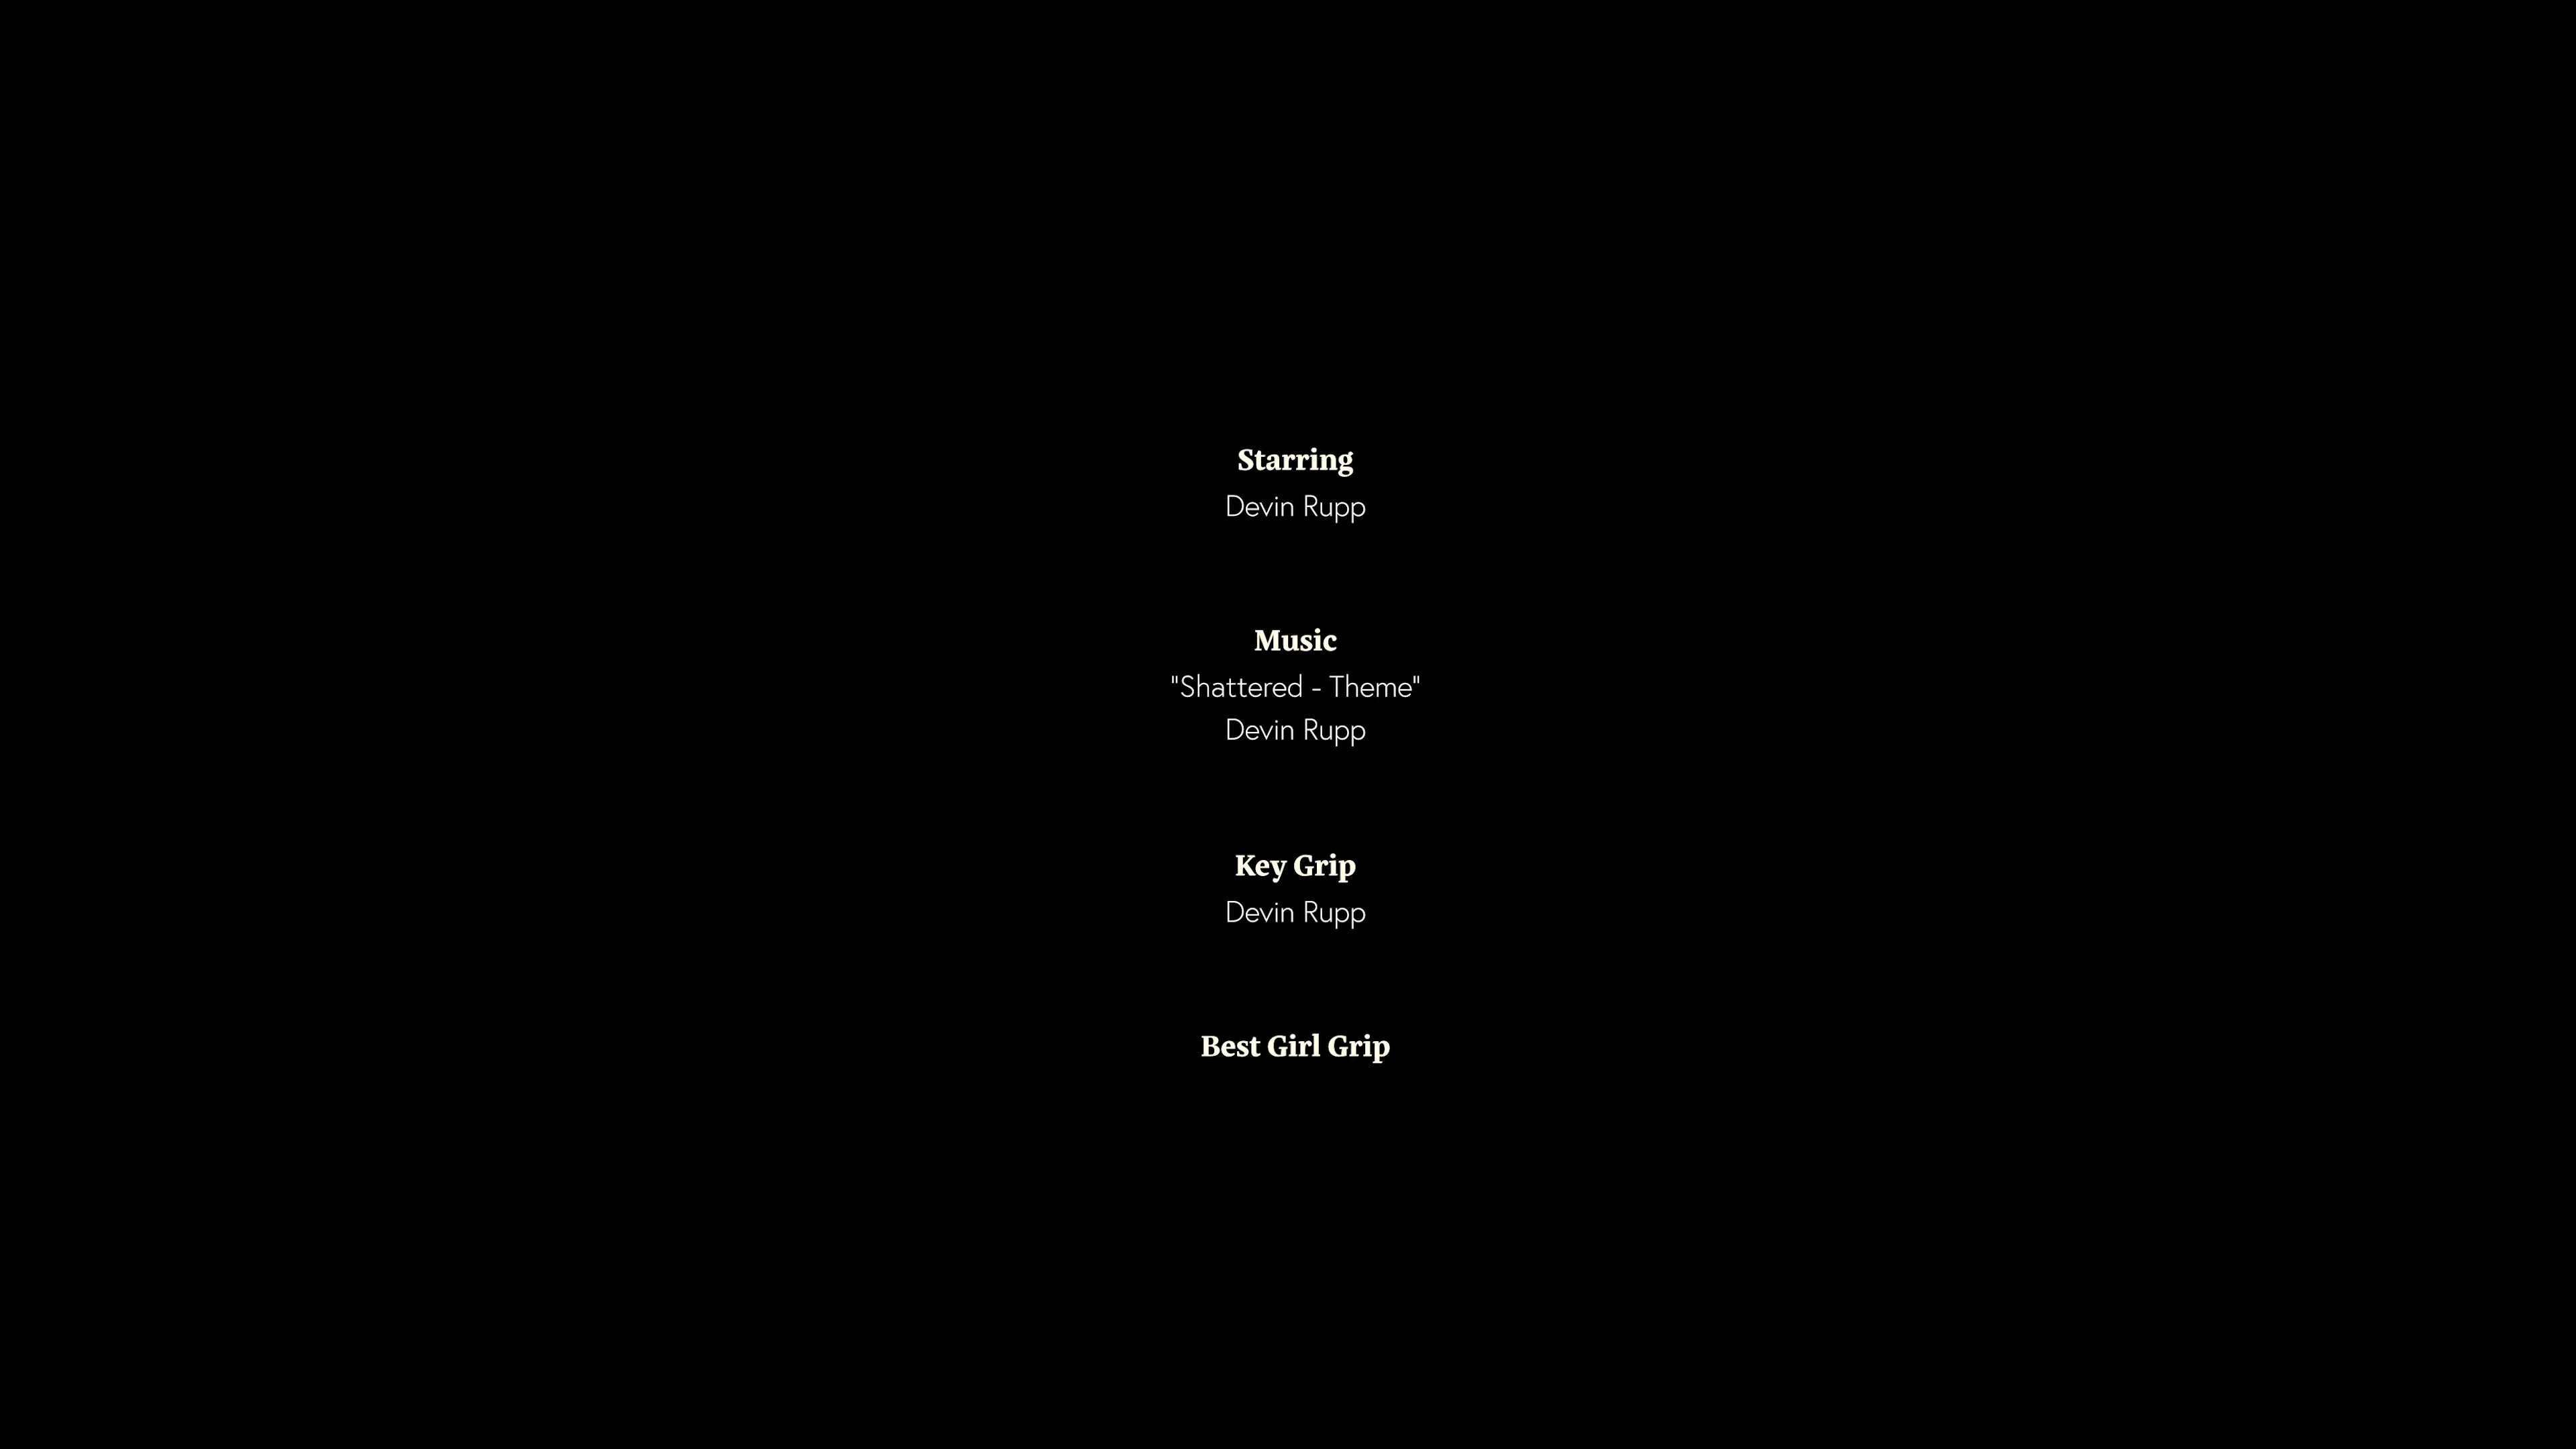 Starring
Devin Rupp
Music
"Shattered - Theme"
Devin Rupp
Key Grip
Devin Rupp
Best Girl Grip